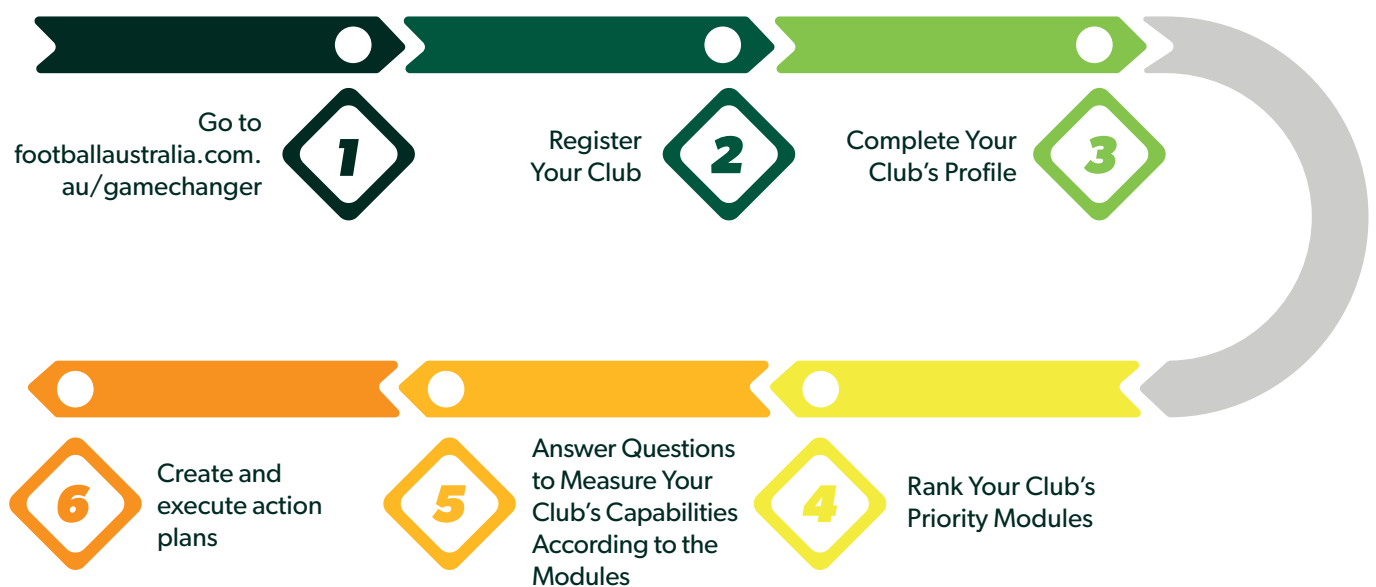 Go to
footballaustralia.com.
au/gamechanger
1
Register
Your Club
2
Complete Your
Club's Profile
3
Rank Your Club's
Priority Modules
4
Answer Questions
to Measure Your
Club's Capabilities
According to the
Modules
5
Create and
execute action
plans
6